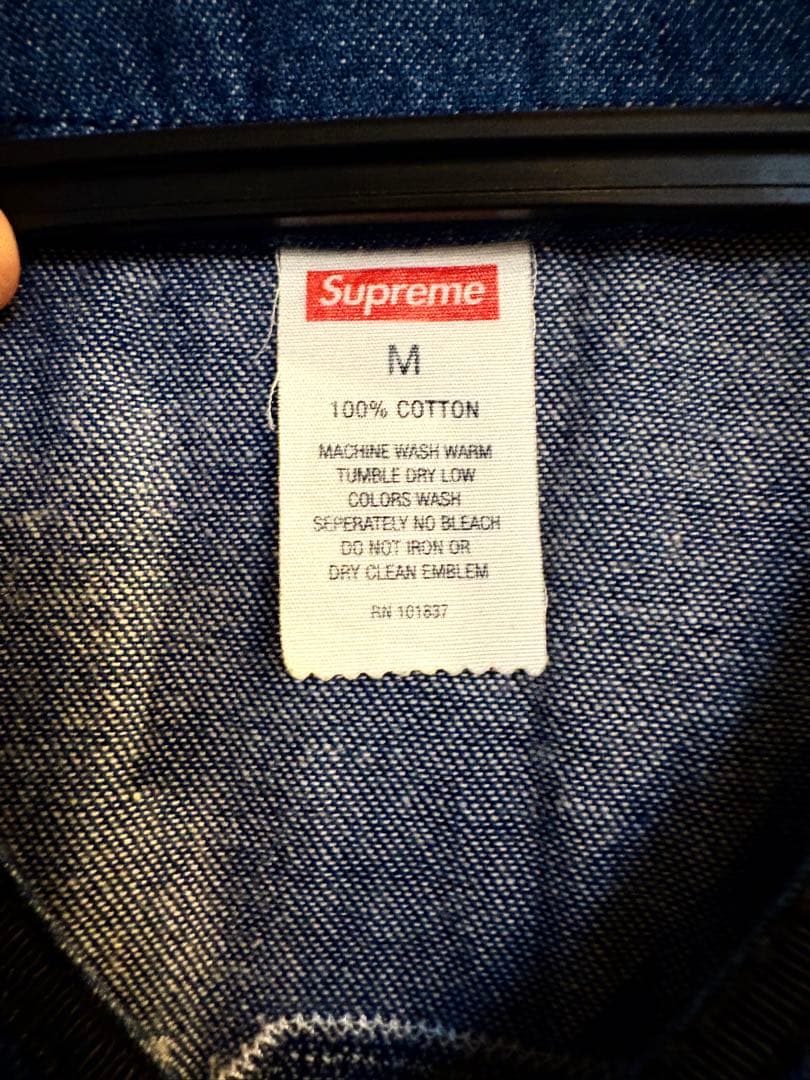 Supreme
M
100% COTTON
MACHINE WASH WARM
TUMBLE DRY LOW
COLORS WASH
SEPERATELY NO BLEACH
DO NOT IRON OR
DRY CLEAN EMBLEM
RN 101837